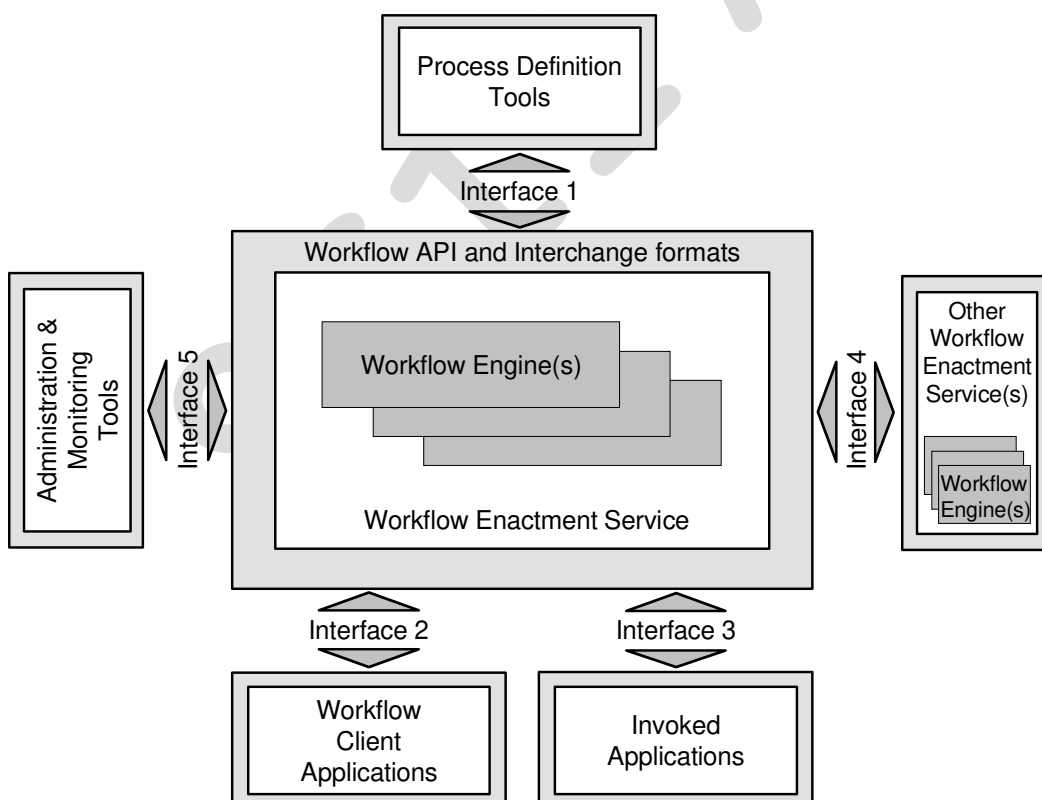 Process Definition
Tools
Interface 1
Workflow API and Interchange formats
Administration &
Monitoring
Tools
Interface 5
Workflow Engine(s)
Workflow Enactment Service
Interface 4
Other
Workflow
Enactment
Service(s)
Workflow
Engine(s)
Interface 2
Interface 3
Workflow
Client
Applications
Invoked
Applications